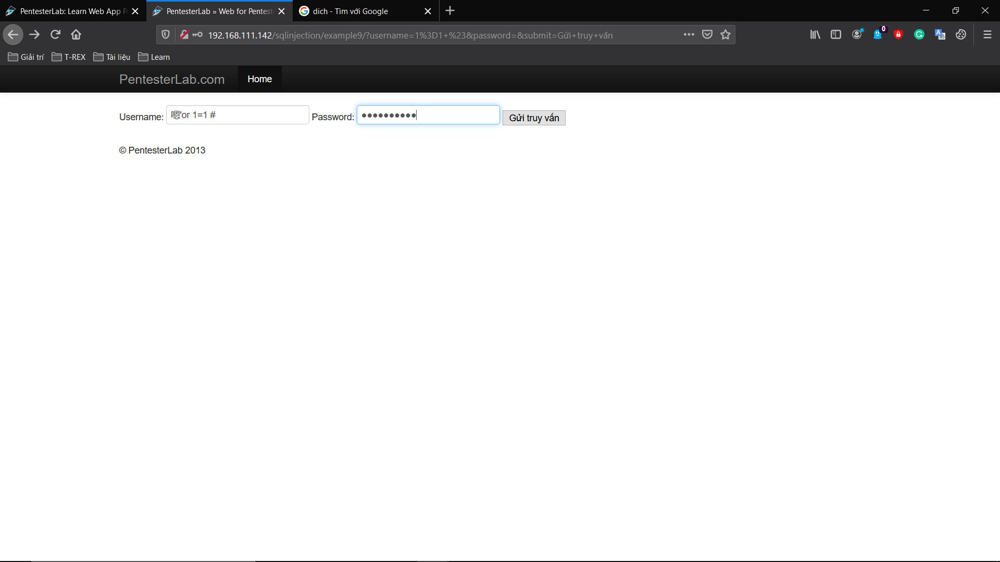 PentesterLab: Learn Web App P
PentesterLab » Web for Pentest
dich - Tìm với Google
192.168.111.142/sqlinjection/example9/?username=1%3D1+%23&password=&submit=Gửi+truy+vấn
0
Giải trí
T-REX
Tài liệu
Learn
PentesterLab.com
Home
Username: 嗯'or 1=1 # Password: ●●●●●●●●●● Gửi truy vấn
© PentesterLab 2013